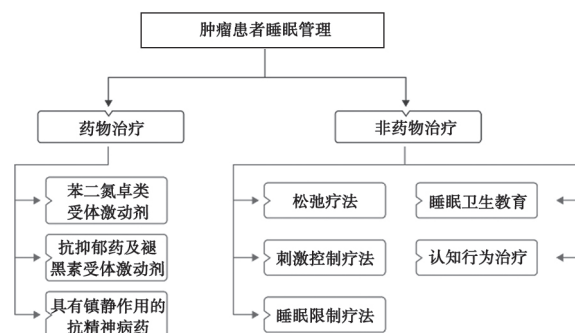 肿瘤患者睡眠管理
药物治疗
非药物治疗
苯二氮卓类
受体激动剂
抗抑郁药及褪
黑素受体激动剂
具有镇静作用的
抗精神病药
松弛疗法
睡眠卫生教育
刺激控制疗法
认知行为治疗
睡眠限制疗法